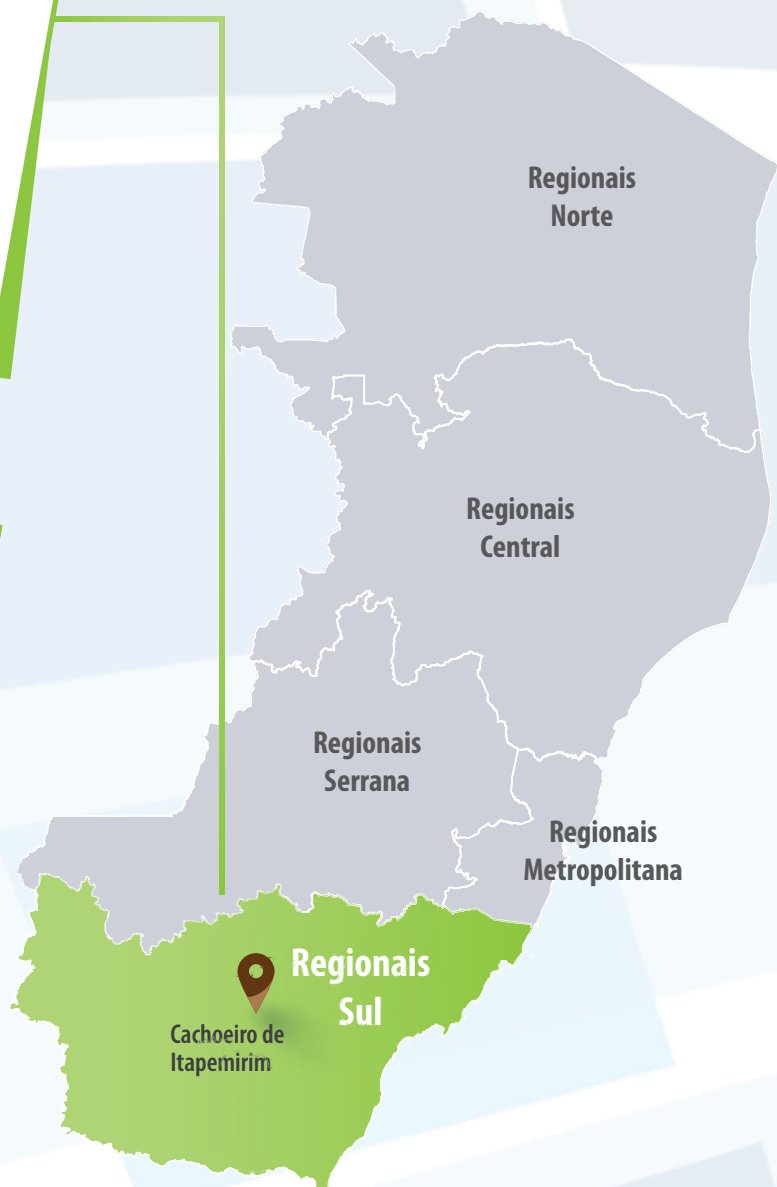 Regionais
Norte
Regionais
Central
Regionais
Serrana
Regionais
Metropolitana
Regionais
Sul
Cachoeiro de
Itapemirim